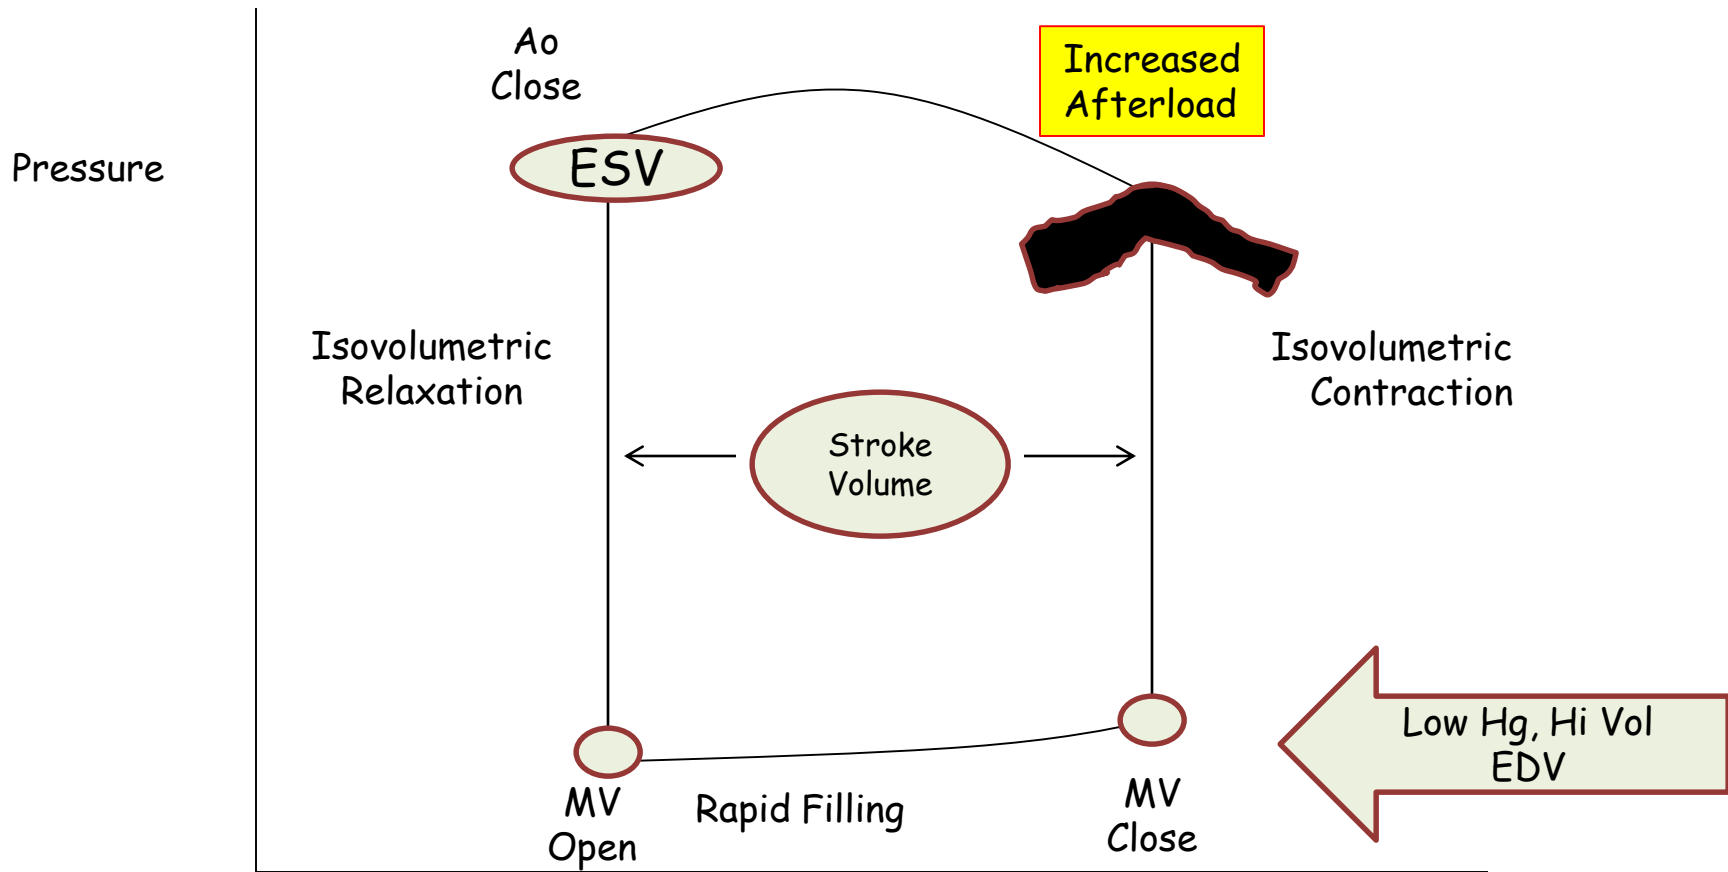 Ao
Close
Increased
Afterload
Pressure
ESV
Isovolumetric
Relaxation
Isovolumetric
Contraction
Stroke
Volume
Low Hg, Hi Vol
EDV
MV
Open
Rapid Filling
MV
Close